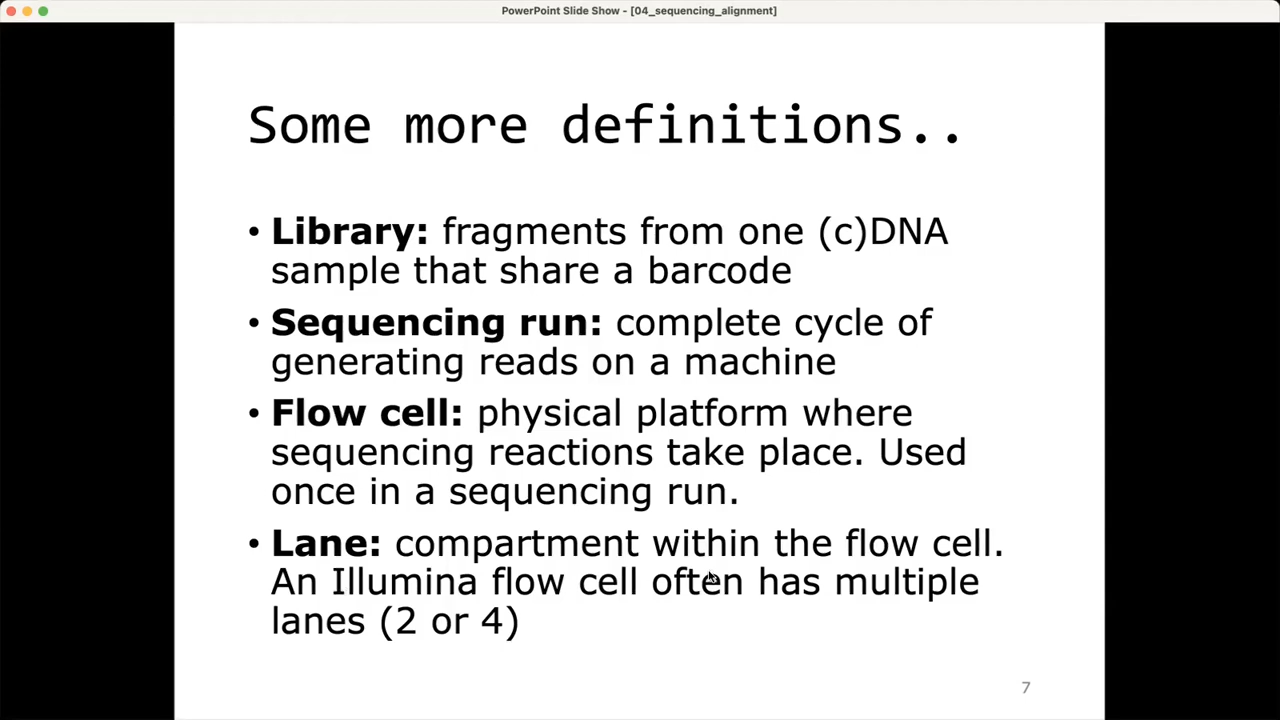 PowerPoint Slide Show - [04_sequencing_alignment]
Some more definitions..
• Library: fragments from one (c)DNA
sample that share a barcode
• Sequencing run: complete cycle of
generating reads on a machine
• Flow cell: physical platform where
sequencing reactions take place. Used
once in a sequencing run.
• Lane: compartment within the flow cell.
An Illumina flow cell often has multiple
lanes (2 or 4)
7